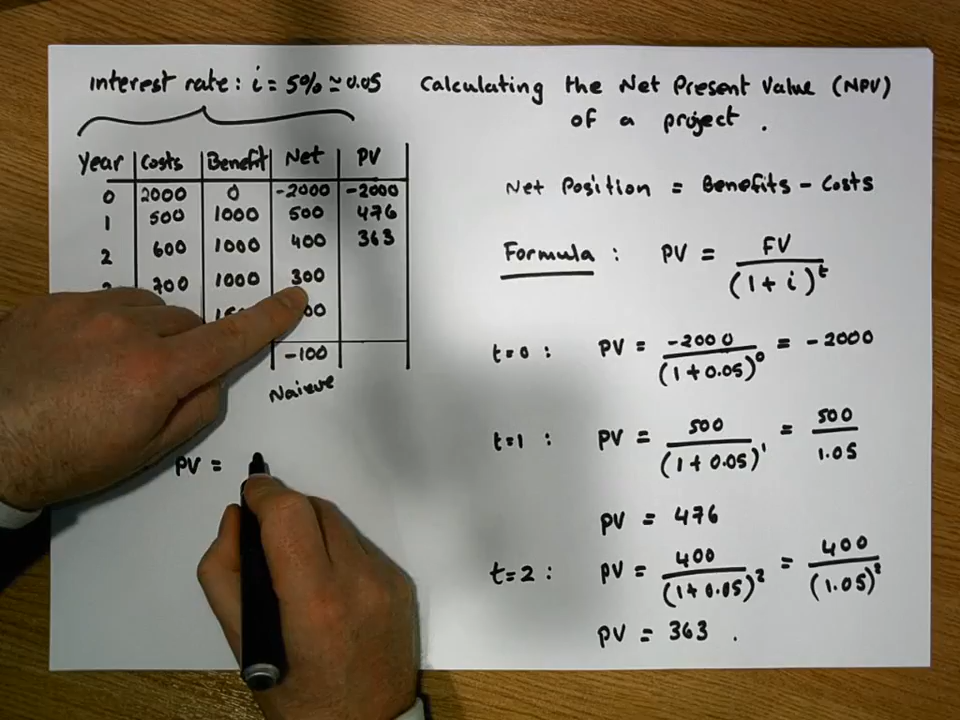 Interest rate: i = 5% ≃ 0.05
Calculating the Net Present Value (NPV)
of a project.
Year Costs Benefit Net PV
0 2000 0 -2000 -2000
1 500 1000 500 476
2 600 1000 400 363
700 1000 300
-100
Naieve
PV =
Net Position = Benefits - Costs
Formula : PV = FV / (1 + i)^t
t=0 : PV = -2000 / (1+0.05)^0 = -2000
t=1 : PV = 500 / (1+0.05)^1 = 500 / 1.05
PV = 476
t=2 : PV = 400 / (1+0.05)^2 = 400 / (1.05)^2
PV = 363 .